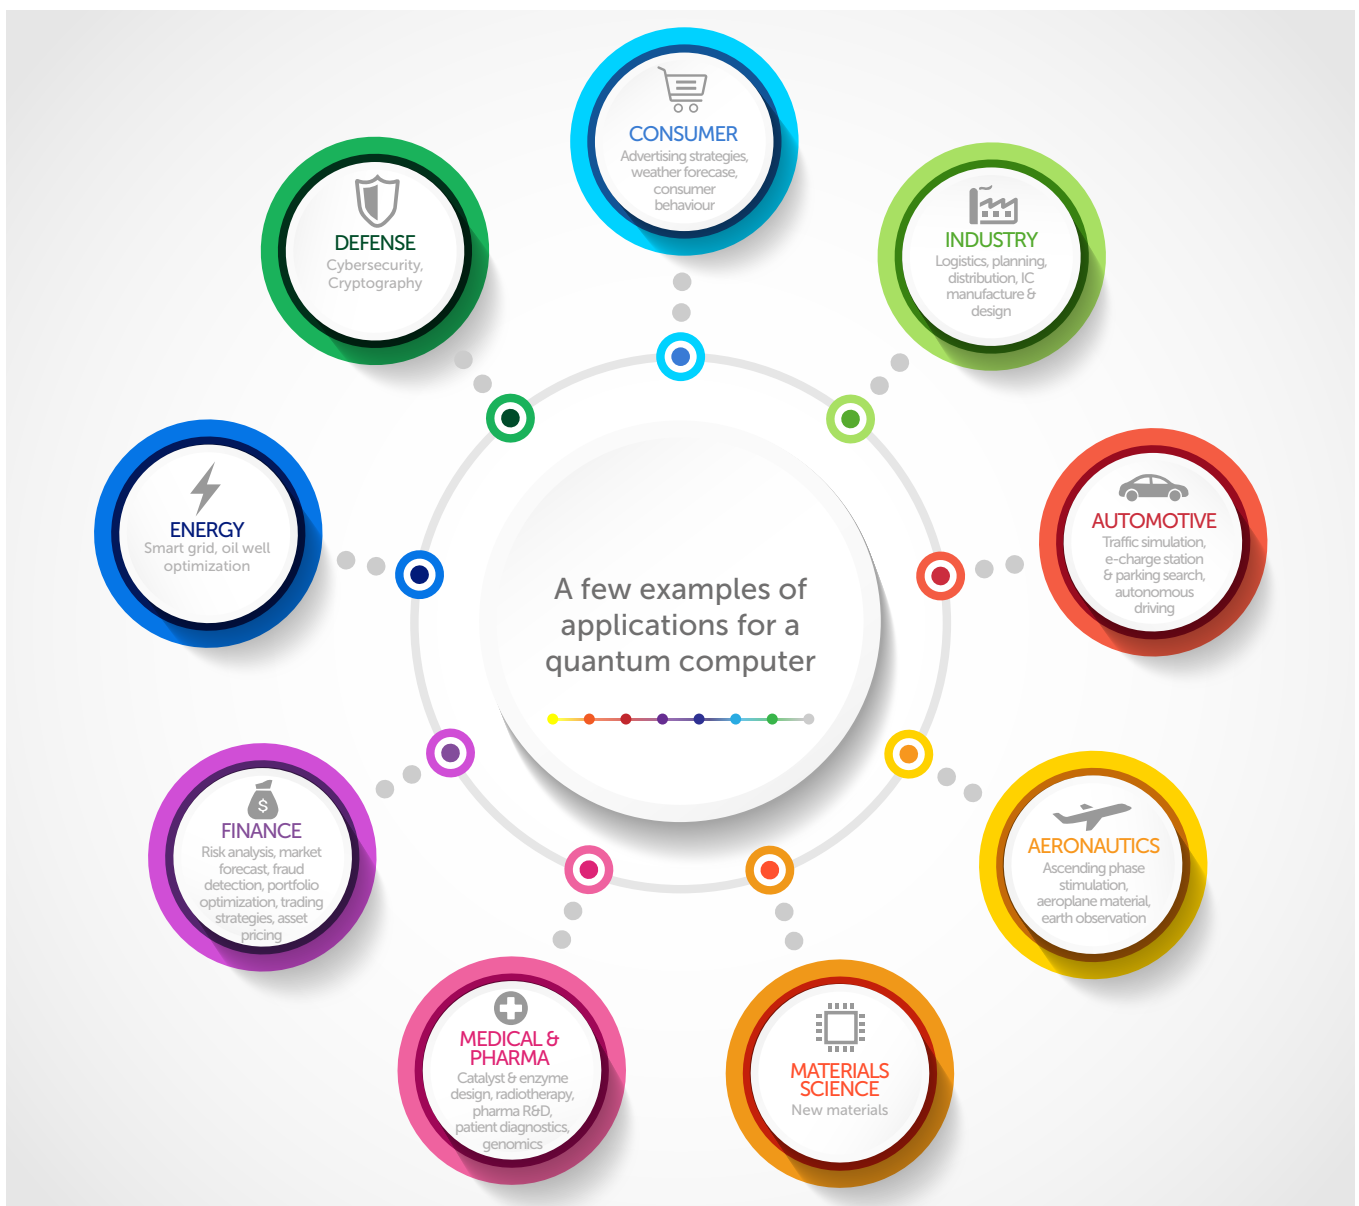 A few examples of
applications for a
quantum computer
CONSUMER
Advertising strategies,
weather forecase,
consumer
behaviour
INDUSTRY
Logistics, planning,
distribution, IC
manufacture &
design
AUTOMOTIVE
Traffic simulation,
e-charge station
& parking search,
autonomous
driving
AERONAUTICS
Ascending phase
stimulation,
aeroplane material,
earth observation
MATERIALS
SCIENCE
New materials
MEDICAL &
PHARMA
Catalyst & enzyme
design, radiotherapy,
pharma R&D,
patient diagnostics,
genomics
$
FINANCE
Risk analysis, market
forecast, fraud
detection, portfolio
optimization, trading
strategies, asset
pricing
ENERGY
Smart grid, oil well
optimization
DEFENSE
Cybersecurity,
Cryptography